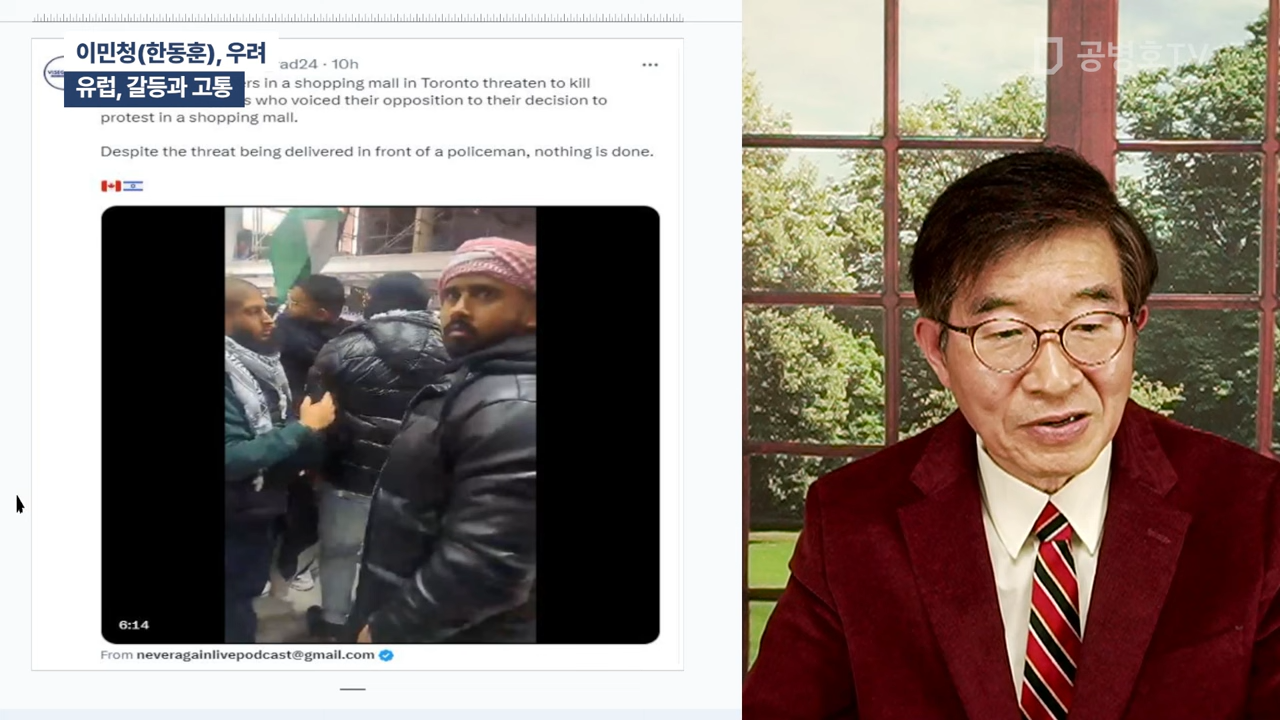 이민청(한동훈), 우려
유럽, 갈등과 고통
rad24 · 10h
ers in a shopping mall in Toronto threaten to kill
s who voiced their opposition to their decision to
protest in a shopping mall.
Despite the threat being delivered in front of a policeman, nothing is done.
6:14
From neveragainlivepodcast@gmail.com
공병호TV